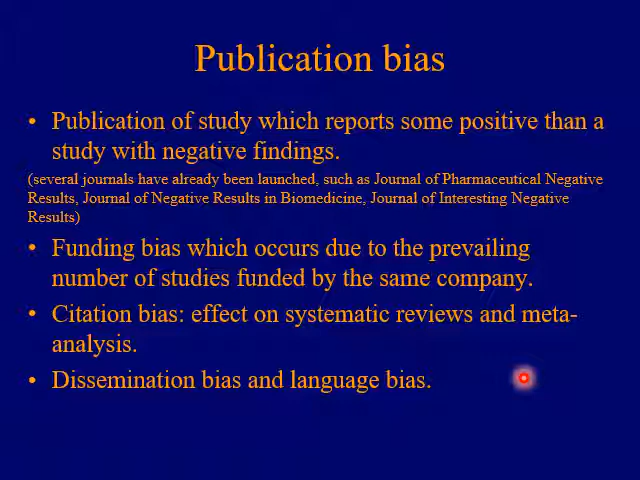 Publication bias
• Publication of study which reports some positive than a
study with negative findings.
(several journals have already been launched, such as Journal of Pharmaceutical Negative
Results, Journal of Negative Results in Biomedicine, Journal of Interesting Negative
Results)
• Funding bias which occurs due to the prevailing
number of studies funded by the same company.
• Citation bias: effect on systematic reviews and meta-
analysis.
• Dissemination bias and language bias.